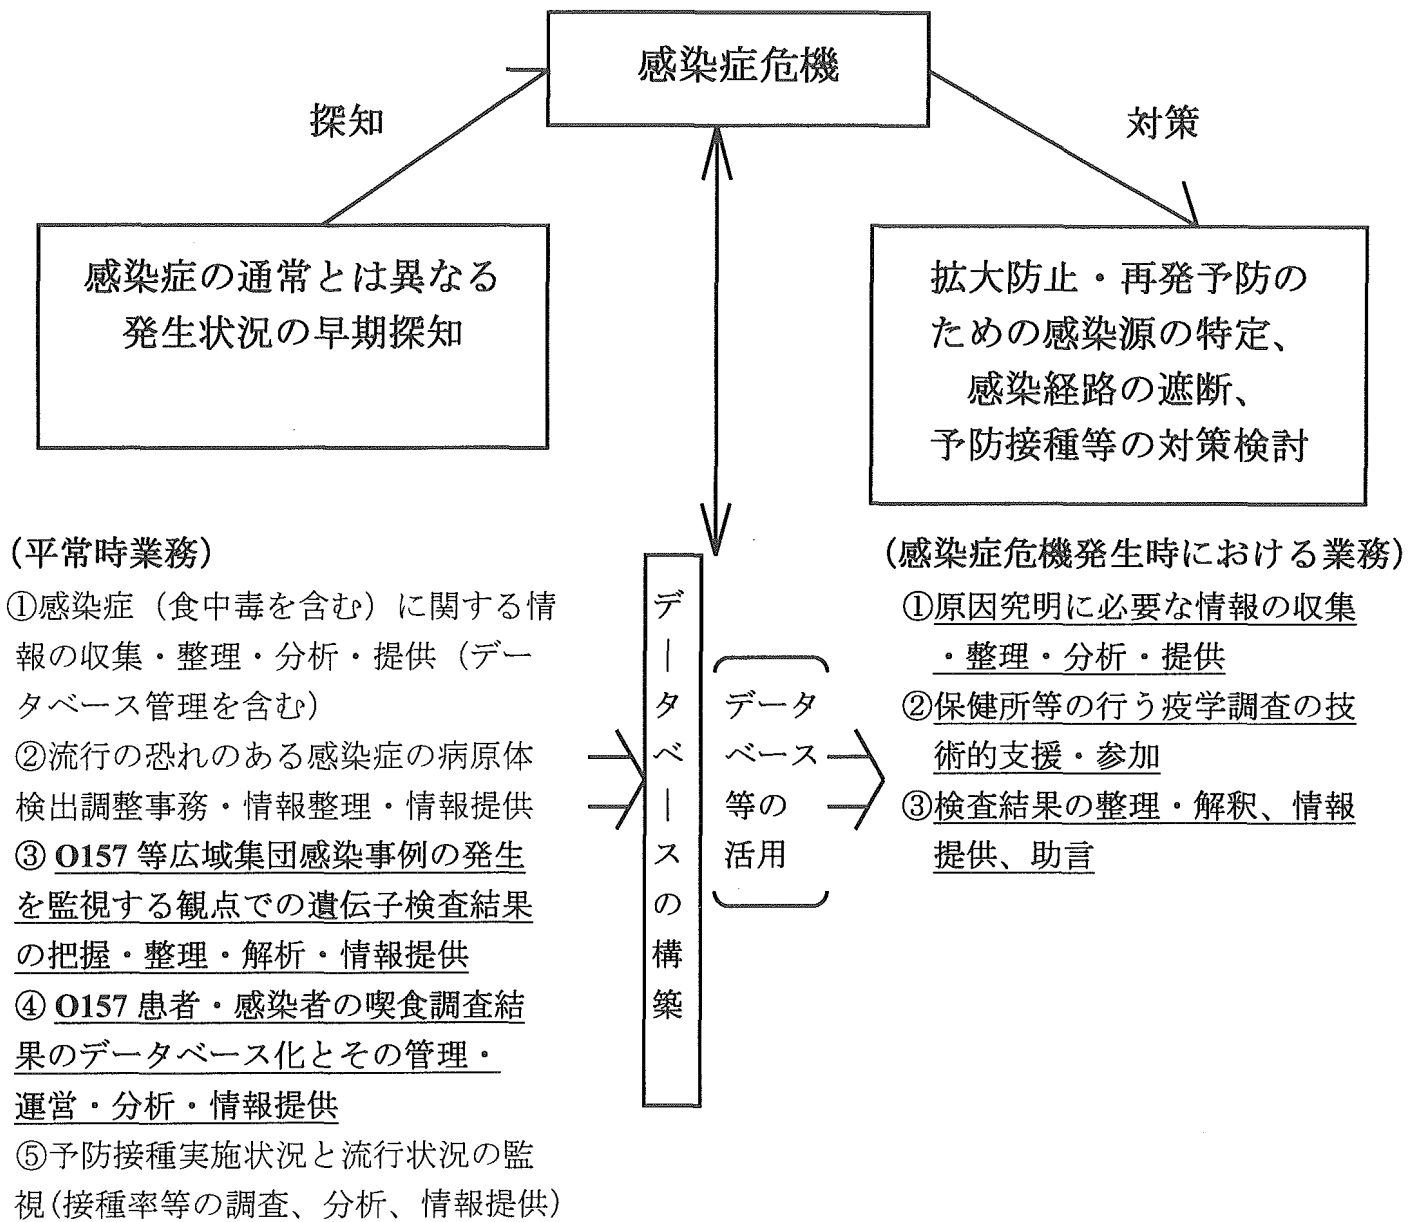 感染症危機
探知
対策
感染症の通常とは異なる
発生状況の早期探知
拡大防止・再発予防の
ための感染源の特定、
感染経路の遮断、
予防接種等の対策検討
(平常時業務)
①感染症（食中毒を含む）に関する情
報の収集・整理・分析・提供（デー
タベース管理を含む）
②流行の恐れのある感染症の病原体
検出調整事務・情報整理・情報提供
③ O157 等広域集団感染事例の発生
を監視する観点での遺伝子検査結果
の把握・整理・解析・情報提供
④ O157 患者・感染者の喫食調査結
果のデータベース化とその管理・
運営・分析・情報提供
⑤予防接種実施状況と流行状況の監
視(接種率等の調査、分析、情報提供)
データベースの構築
データ
ベース
等の
活用
(感染症危機発生時における業務)
①原因究明に必要な情報の収集
・整理・分析・提供
②保健所等の行う疫学調査の技
術的支援・参加
③検査結果の整理・解釈、情報
提供、助言